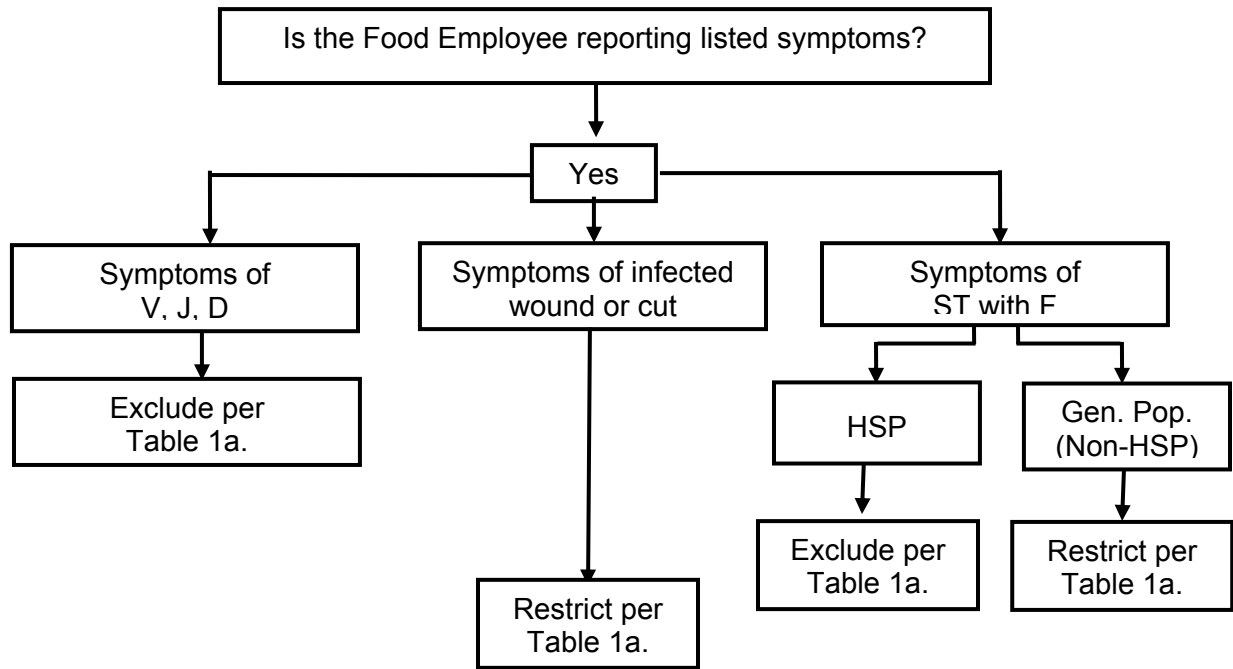 Is the Food Employee reporting listed symptoms?
Yes
Symptoms of
V, J, D
Symptoms of infected
wound or cut
Symptoms of
ST with F
Exclude per
Table 1a.
HSP
Gen. Pop.
(Non-HSP)
Restrict per
Table 1a.
Exclude per
Table 1a.
Restrict per
Table 1a.